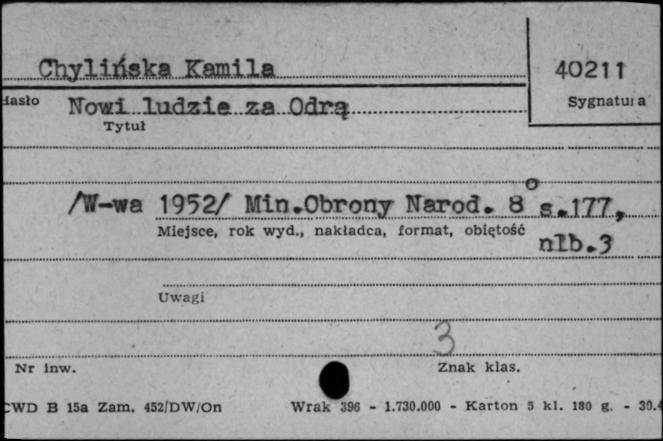 Chylińska Kamila
40211
Hasło
Nowi ludzie za Odrą
Sygnatura
Tytuł
/W-wa 1952/ Min.Obrony Narod. 8° s.177,
Miejsce, rok wyd., nakładca, format, objętość
nlb.3
Uwagi
3
Nr inw.
Znak klas.
CWD B 15a Zam. 452/DW/On
Wrak 396 - 1.730.000 - Karton 5 kl. 180 g. - 30.4